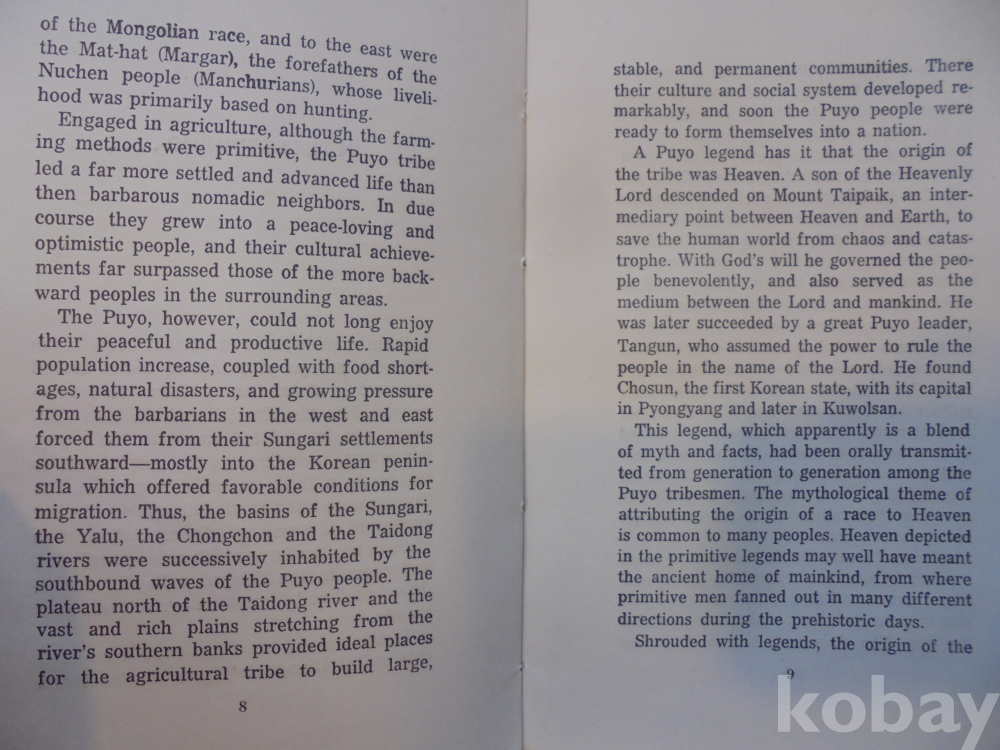 of the Mongolian race, and to the east were
the Mat-hat (Margar), the forefathers of the
Nuchen people (Manchurians), whose liveli-
hood was primarily based on hunting.
Engaged in agriculture, although the farm-
ing methods were primitive, the Puyo tribe
led a far more settled and advanced life than
then barbarous nomadic neighbors. In due
course they grew into a peace-loving and
optimistic people, and their cultural achieve-
ments far surpassed those of the more back-
ward peoples in the surrounding areas.
The Puyo, however, could not long enjoy
their peaceful and productive life. Rapid
population increase, coupled with food short-
ages, natural disasters, and growing pressure
from the barbarians in the west and east
forced them from their Sungari settlements
southward—mostly into the Korean penin-
sula which offered favorable conditions for
migration. Thus, the basins of the Sungari,
the Yalu, the Chongchon and the Taidong
rivers were successively inhabited by the
southbound waves of the Puyo people. The
plateau north of the Taidong river and the
vast and rich plains stretching from the
river's southern banks provided ideal places
for the agricultural tribe to build large,
8
stable, and permanent communities. There
their culture and social system developed re-
markably, and soon the Puyo people were
ready to form themselves into a nation.
A Puyo legend has it that the origin of
the tribe was Heaven. A son of the Heavenly
Lord descended on Mount Taipaik, an inter-
mediary point between Heaven and Earth, to
save the human world from chaos and catas-
trophe. With God's will he governed the peo-
ple benevolently, and also served as the
medium between the Lord and mankind. He
was later succeeded by a great Puyo leader,
Tangun, who assumed the power to rule the
people in the name of the Lord. He found
Chosun, the first Korean state, with its capital
in Pyongyang and later in Kuwolsan.
This legend, which apparently is a blend
of myth and facts, had been orally transmit-
ted from generation to generation among the
Puyo tribesmen. The mythological theme of
attributing the origin of a race to Heaven
is common to many peoples. Heaven depicted
in the primitive legends may well have meant
the ancient home of mainkind, from where
primitive men fanned out in many different
directions during the prehistoric days.
Shrouded with legends, the origin of the
9
kobay